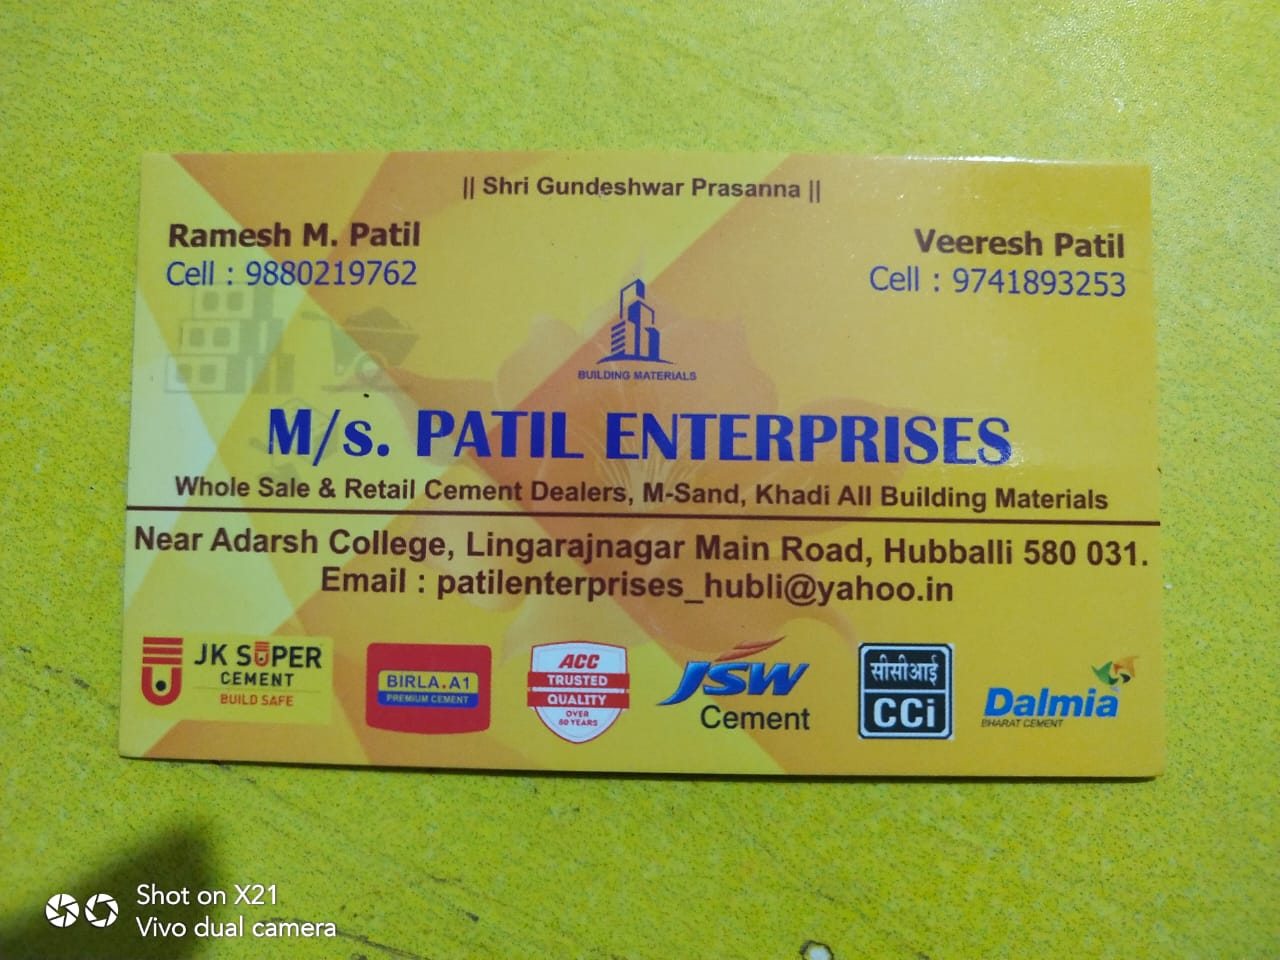 || Shri Gundeshwar Prasanna ||
Ramesh M. Patil
Cell : 9880219762
Veeresh Patil
Cell : 9741893253
BUILDING MATERIALS
M/s. PATIL ENTERPRISES
Whole Sale & Retail Cement Dealers, M-Sand, Khadi All Building Materials
Near Adarsh College, Lingarajnagar Main Road, Hubballi 580 031.
Email : patilenterprises_hubli@yahoo.in
JK SUPER
CEMENT
BUILD SAFE
BIRLA.A1
PREMIUM CEMENT
ACC
TRUSTED
QUALITY
OVER
80 YEARS
JSW
Cement
सीसीआई
CCi
Dalmia
BHARAT CEMENT
Shot on X21
Vivo dual camera